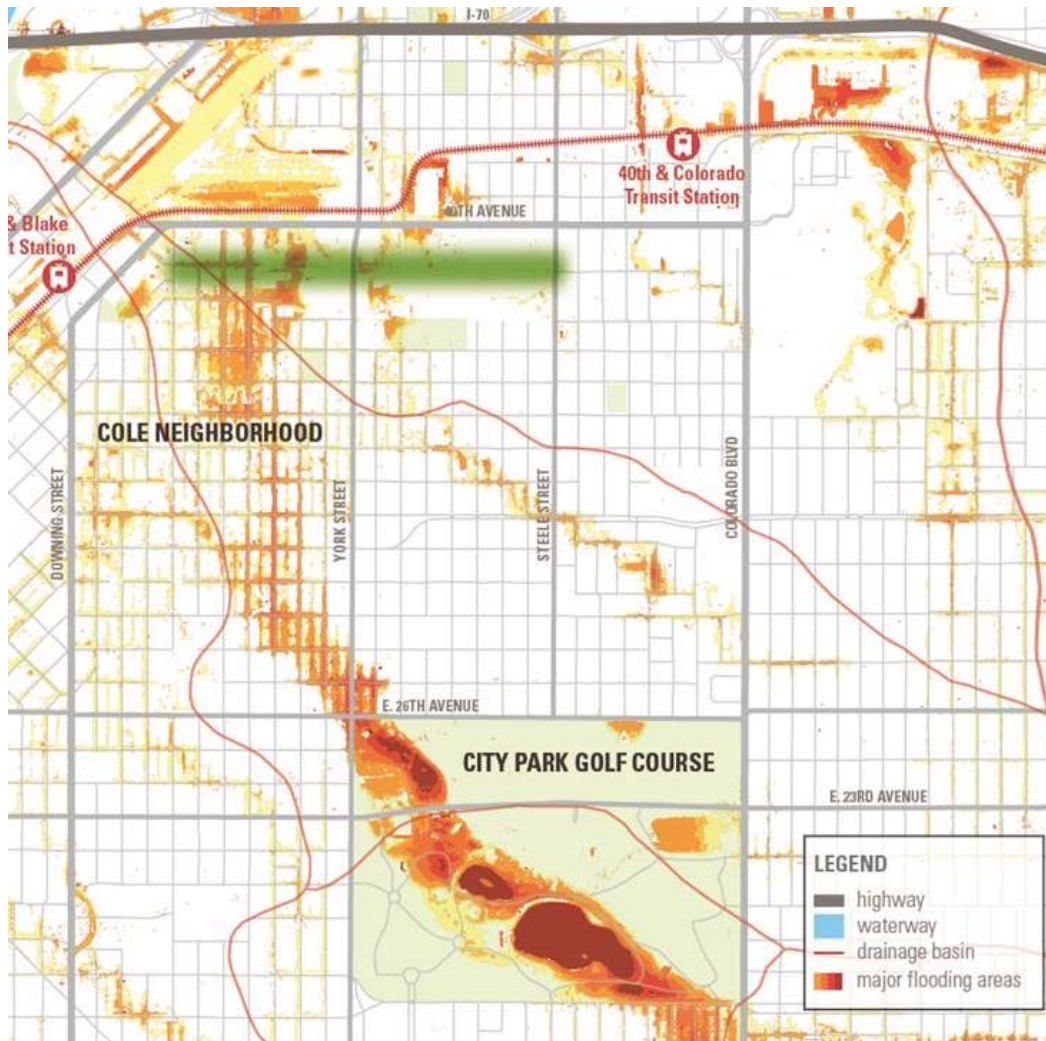 I-70
40th & Colorado
Transit Station
40TH AVENUE
& Blake
t Station
COLE NEIGHBORHOOD
DOWNING STREET
YORK STREET
STEELE STREET
COLORADO BLVD
E. 26TH AVENUE
CITY PARK GOLF COURSE
E. 23RD AVENUE
LEGEND
highway
waterway
drainage basin
major flooding areas